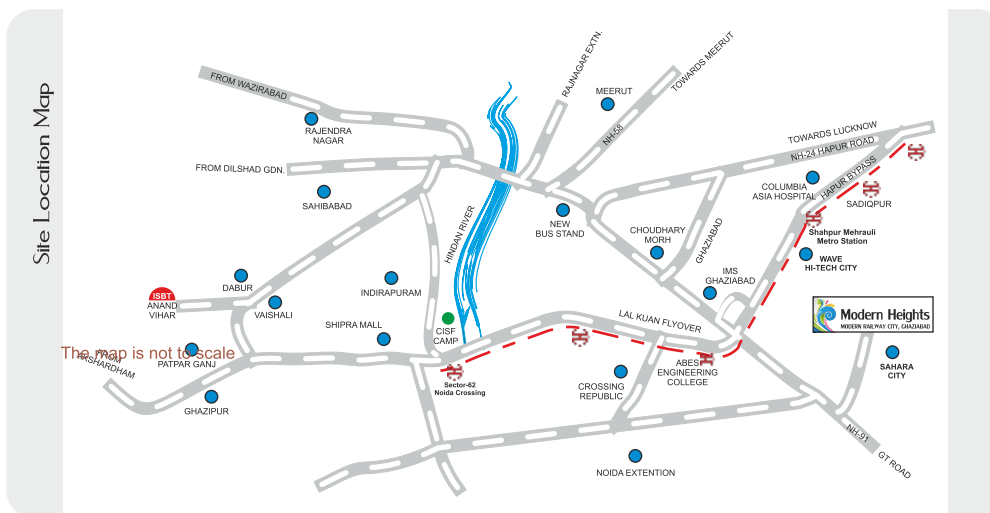 Site Location Map
FROM WAZIRABAD
RAJENDRA
NAGAR
FROM DILSHAD GDN.
SAHIBABAD
HINDAN RIVER
RAJNAGAR EXTN.
MEERUT
TOWARDS MEERUT
NH-58
TOWARDS LUCKNOW
NH-24 HAPUR ROAD
HAPUR BYPASS
COLUMBIA
ASIA HOSPITAL
SADIQPUR
NEW
BUS STAND
CHOUDHARY
MORH
GHAZIABAD
Shahpur Mehrauli
Metro Station
WAVE
HI-TECH CITY
IMS
GHAZIABAD
DABUR
INDIRAPURAM
ISBT
ANAND
VIHAR
VAISHALI
SHIPRA MALL
CISF
CAMP
LAL KUAN FLYOVER
Modern Heights
MODERN RAILWAY CITY, GHAZIABAD
The map is not to scale
FROM
AKSHARDHAM
PATPAR GANJ
GHAZIPUR
Sector-62
Noida Crossing
ABES
ENGINEERING
COLLEGE
CROSSING
REPUBLIC
SAHARA
CITY
NH-91
GT ROAD
NOIDA EXTENTION